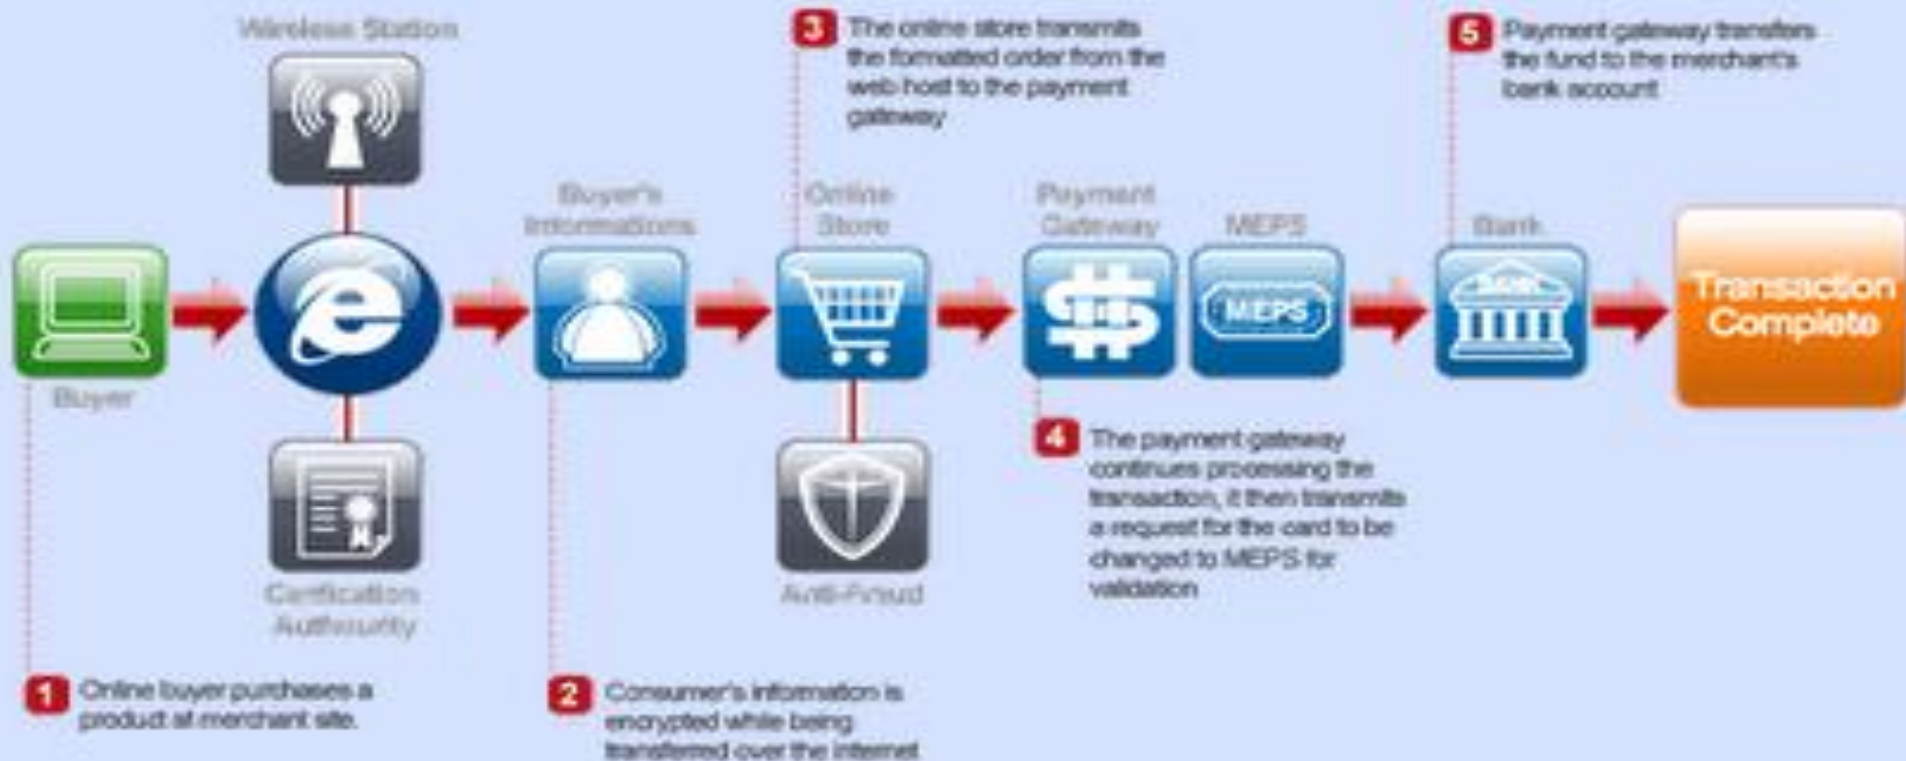 Wireless Station
3 The online store transmits
the formatted order from the
web host to the payment
gateway
5 Payment gateway transfers
the fund to the merchant's
bank account
Buyer's
Informations
Online
Store
Payment
Gateway
MEPS
Bank
MEPS
BANK
Transaction
Complete
Buyer
4 The payment gateway
continues processing the
transaction, it then transmits
a request for the card to be
changed to MEPS for
validation
Anti-Fraud
1 Online buyer purchases a
product at merchant site.
2 Consumer's information is
encrypted while being
transferred over the internet